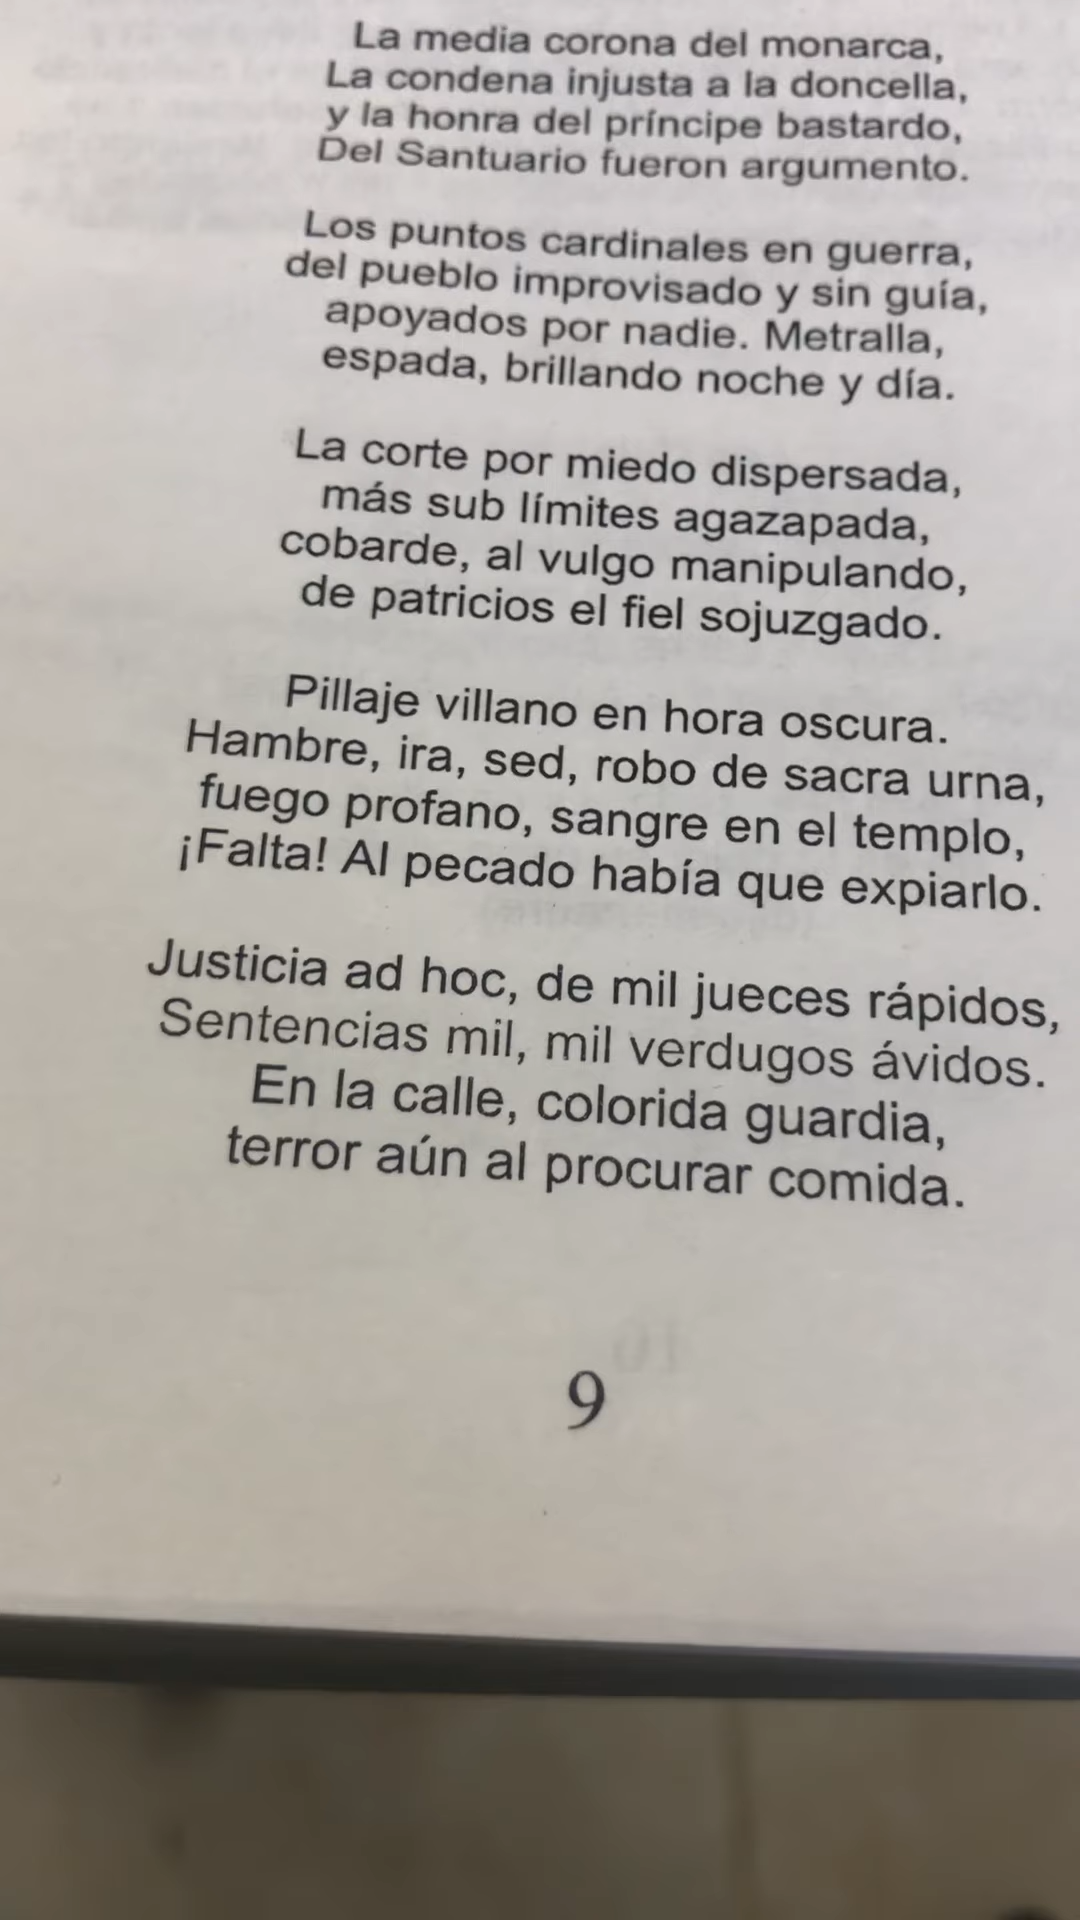 La media corona del monarca,
La condena injusta a la doncella,
y la honra del príncipe bastardo,
Del Santuario fueron argumento.
Los puntos cardinales en guerra,
del pueblo improvisado y sin guía,
apoyados por nadie. Metralla,
espada, brillando noche y día.
La corte por miedo dispersada,
más sub límites agazapada,
cobarde, al vulgo manipulando,
de patricios el fiel sojuzgado.
Pillaje villano en hora oscura.
Hambre, ira, sed, robo de sacra urna,
fuego profano, sangre en el templo,
¡Falta! Al pecado había que expiarlo.
Justicia ad hoc, de mil jueces rápidos,
Sentencias mil, mil verdugos ávidos.
En la calle, colorida guardia,
terror aún al procurar comida.
9